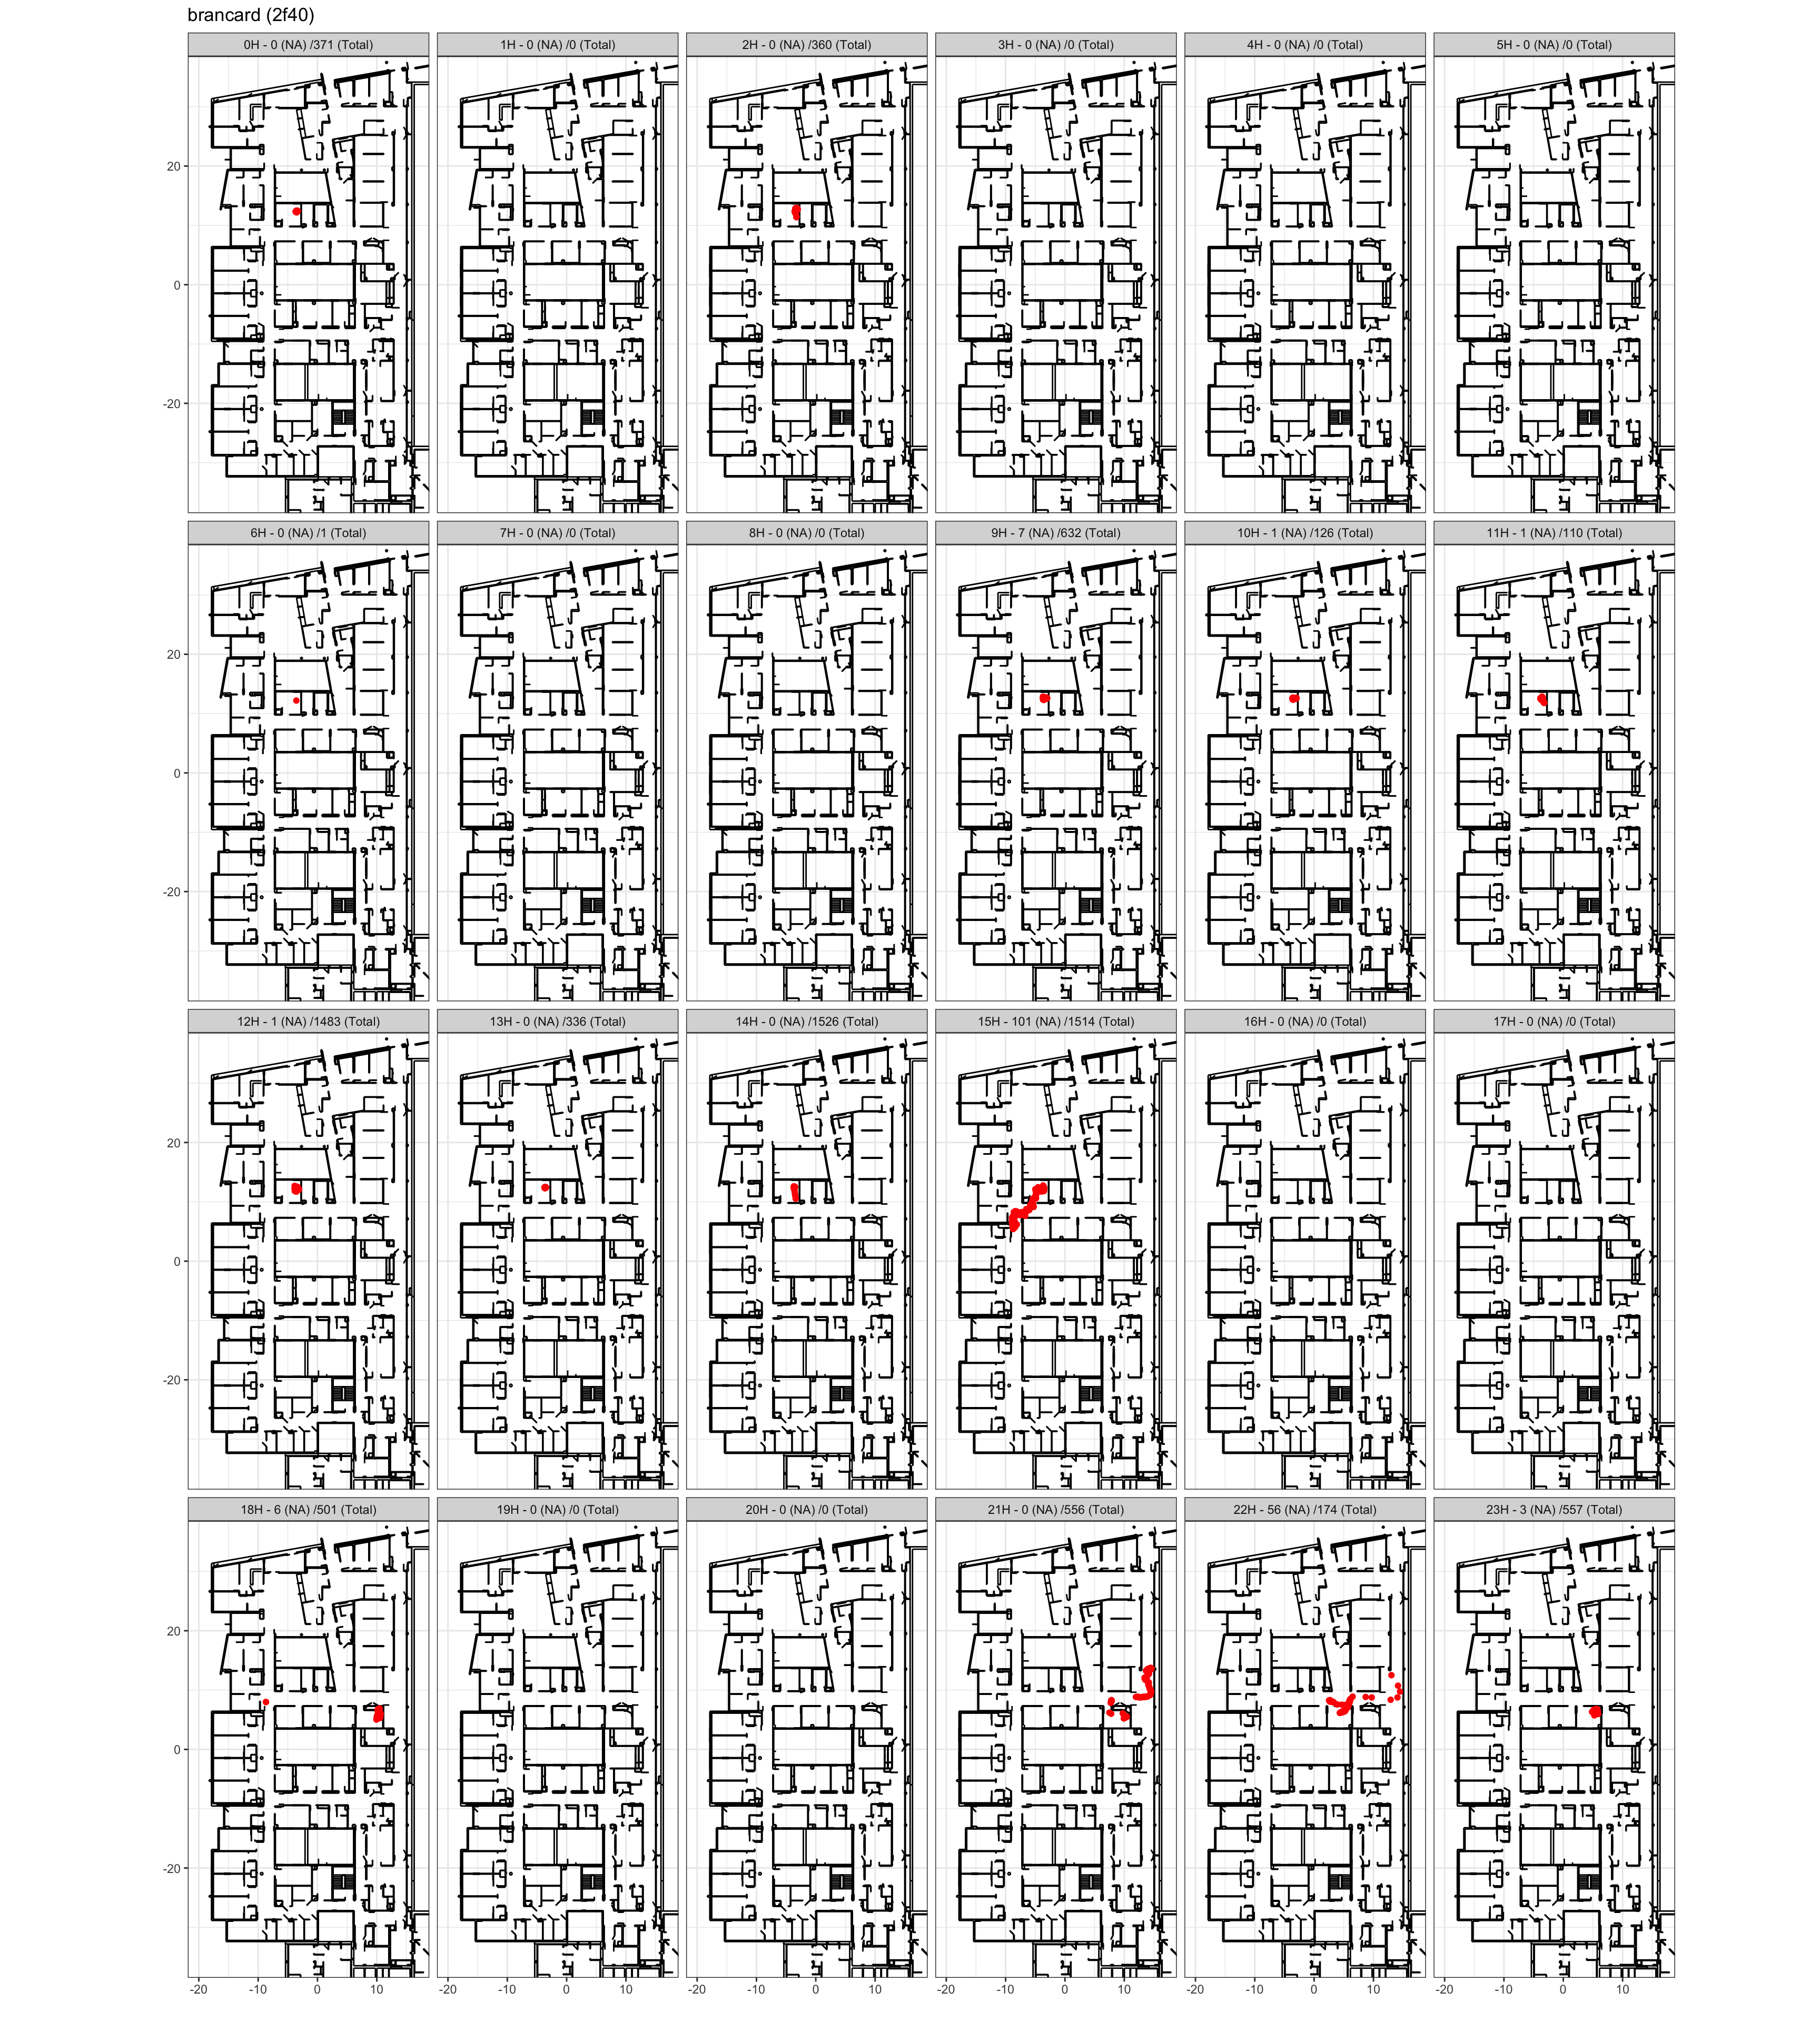 brancard (2f40)
0H - 0 (NA) /371 (Total)
1H - 0 (NA) /0 (Total)
2H - 0 (NA) /360 (Total)
3H - 0 (NA) /0 (Total)
4H - 0 (NA) /0 (Total)
5H - 0 (NA) /0 (Total)
20
0
-20
6H - 0 (NA) /1 (Total)
7H - 0 (NA) /0 (Total)
8H - 0 (NA) /0 (Total)
9H - 7 (NA) /632 (Total)
10H - 1 (NA) /126 (Total)
11H - 1 (NA) /110 (Total)
20
0
-20
12H - 1 (NA) /1483 (Total)
13H - 0 (NA) /336 (Total)
14H - 0 (NA) /1526 (Total)
15H - 101 (NA) /1514 (Total)
16H - 0 (NA) /0 (Total)
17H - 0 (NA) /0 (Total)
20
0
-20
18H - 6 (NA) /501 (Total)
19H - 0 (NA) /0 (Total)
20H - 0 (NA) /0 (Total)
21H - 0 (NA) /556 (Total)
22H - 56 (NA) /174 (Total)
23H - 3 (NA) /557 (Total)
20
0
-20
-20 -10 0 10
-20 -10 0 10
-20 -10 0 10
-20 -10 0 10
-20 -10 0 10
-20 -10 0 10